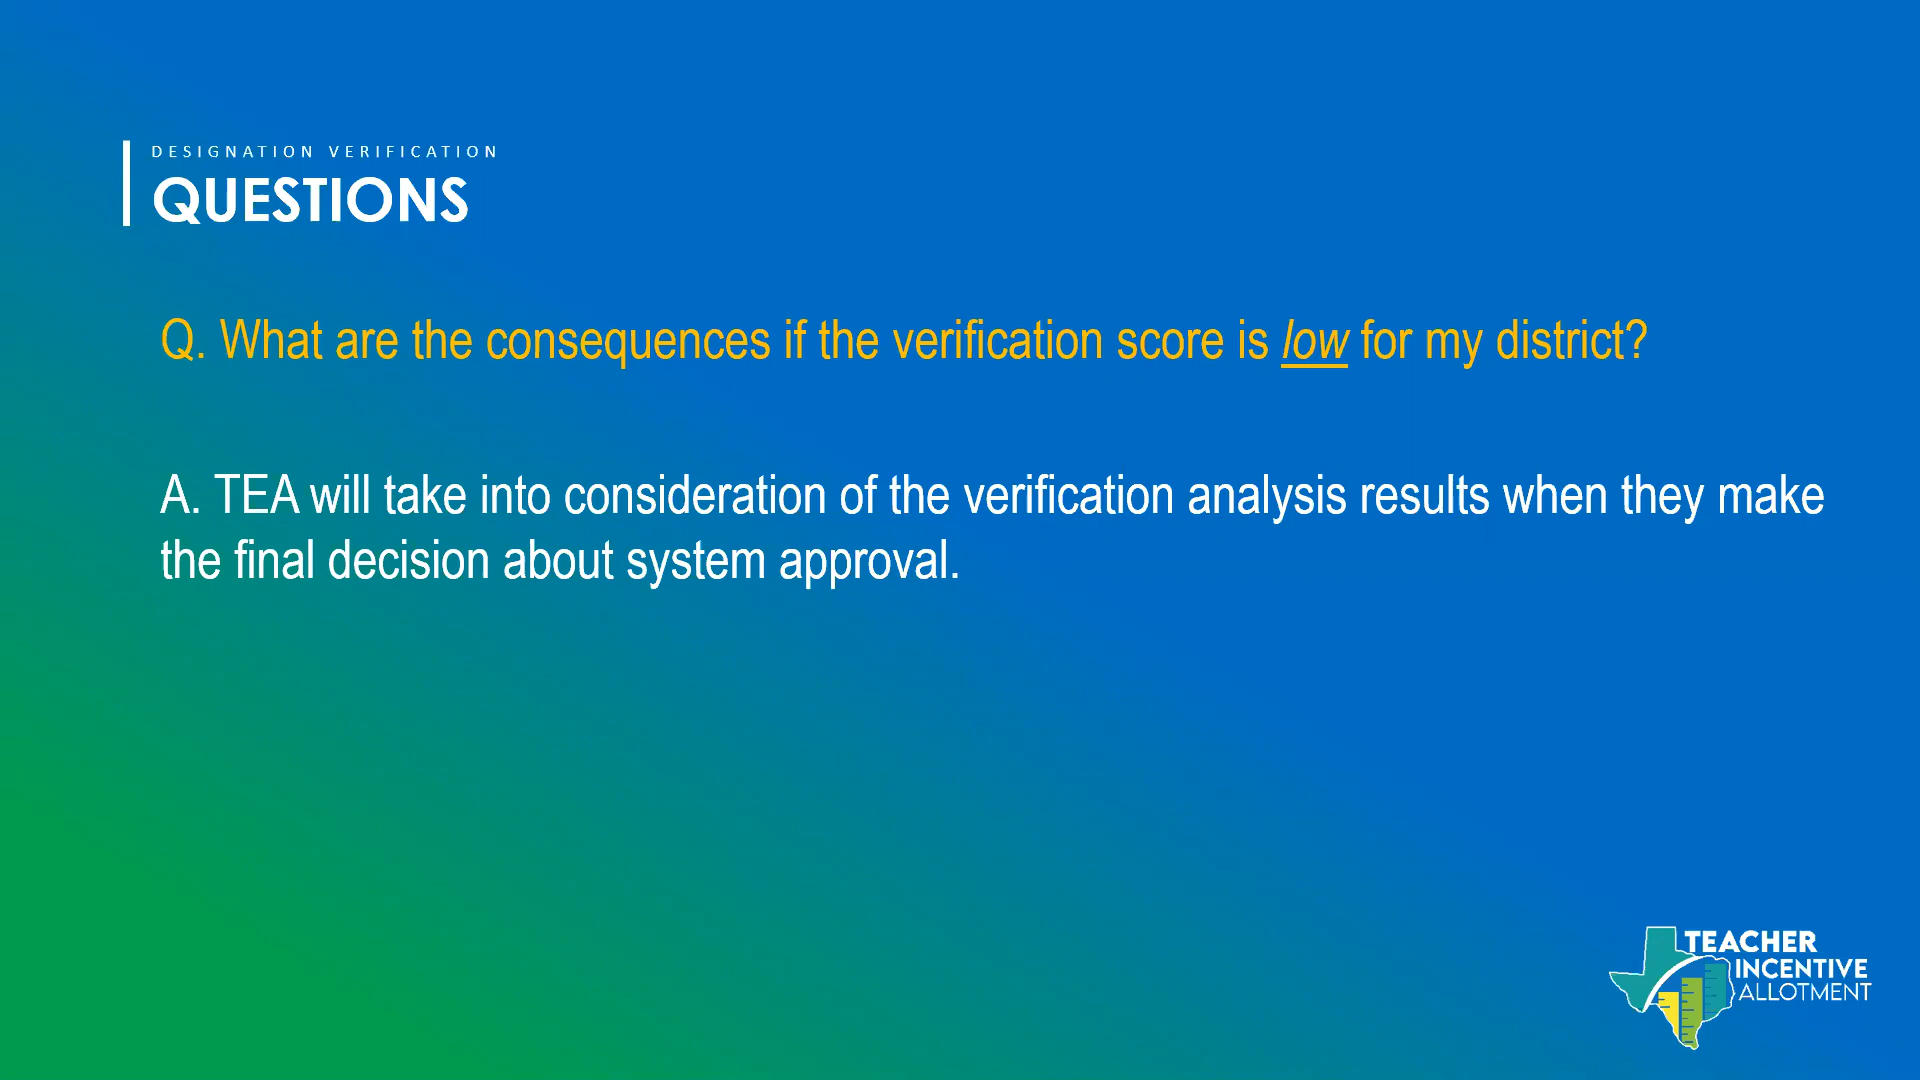 DESIGNATION VERIFICATION
QUESTIONS
Q. What are the consequences if the verification score is low for my district?
A. TEA will take into consideration of the verification analysis results when they make
the final decision about system approval.
TEACHER
INCENTIVE
ALLOTMENT